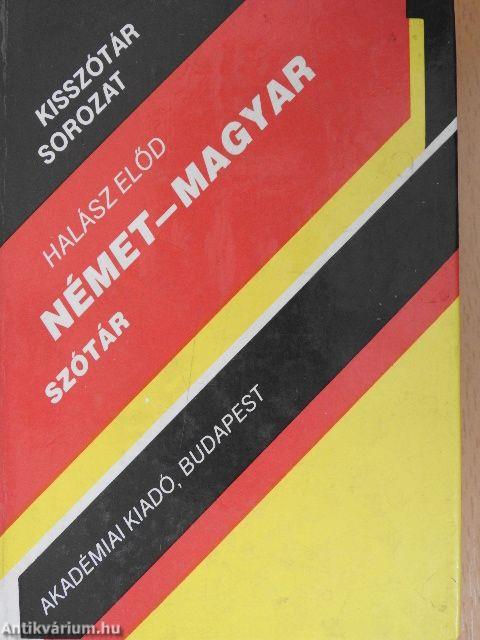 KISSZÓTÁR
SOROZAT
HALÁSZ ELŐD
NÉMET–MAGYAR
SZÓTÁR
AKADÉMIAI KIADÓ, BUDAPEST
Antikvárium.hu